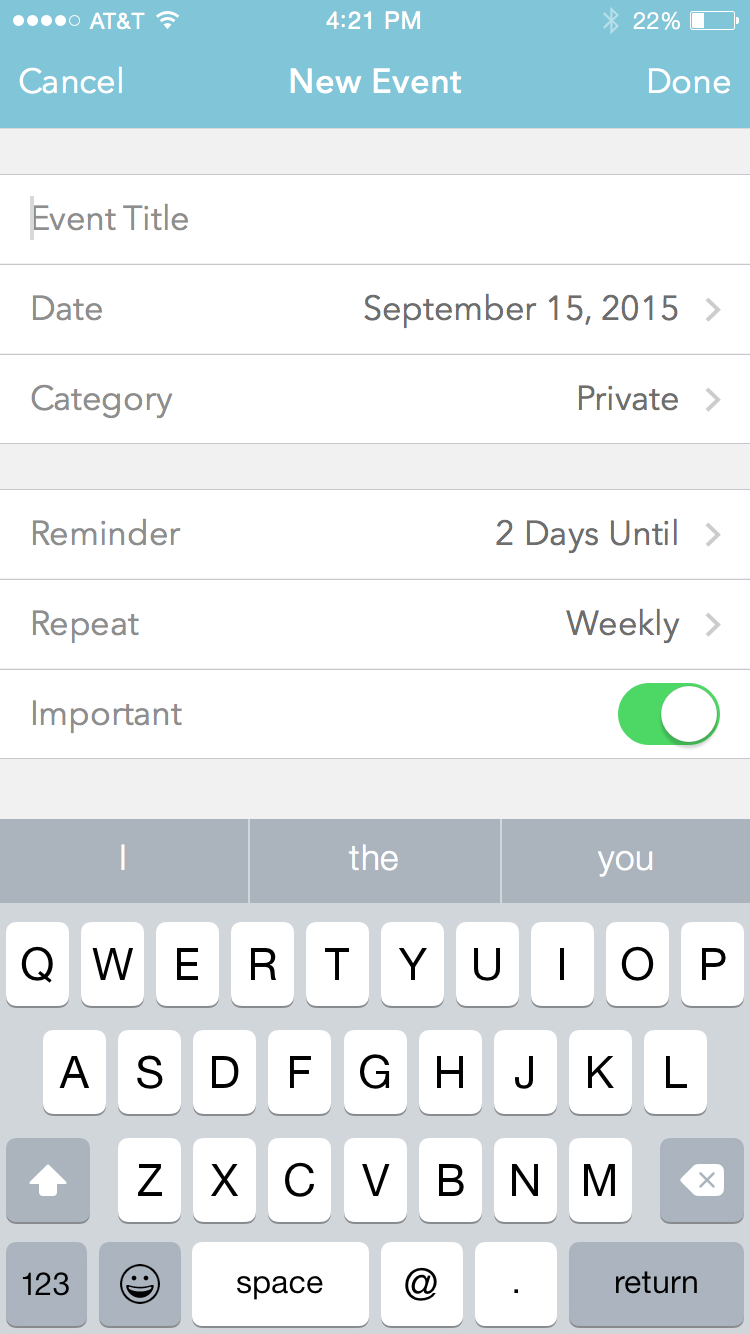 AT&T 4:21 PM 22%
Cancel New Event Done
Event Title
Date September 15, 2015
Category Private
Reminder 2 Days Until
Repeat Weekly
Important
I the you
Q W E R T Y U I O P
A S D F G H J K L
Z X C V B N M
123 space @ . return